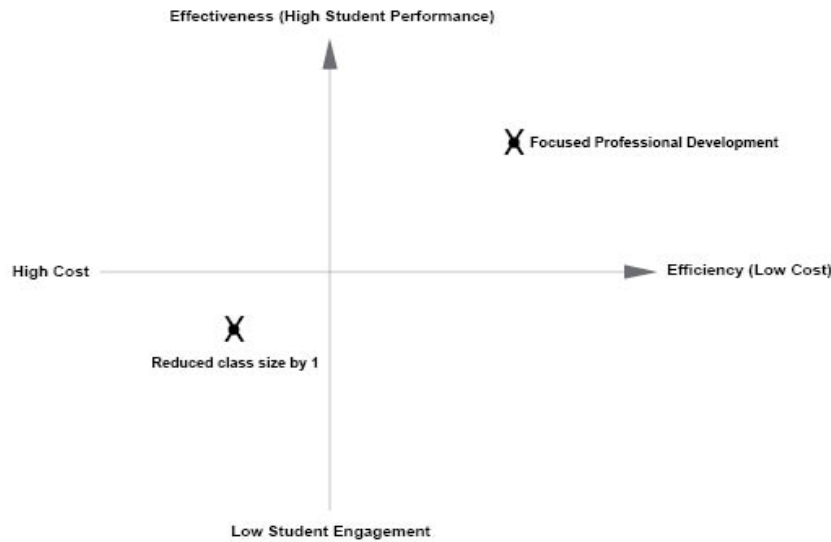 Effectiveness (High Student Performance)
Focused Professional Development
High Cost
Efficiency (Low Cost)
Reduced class size by 1
Low Student Engagement